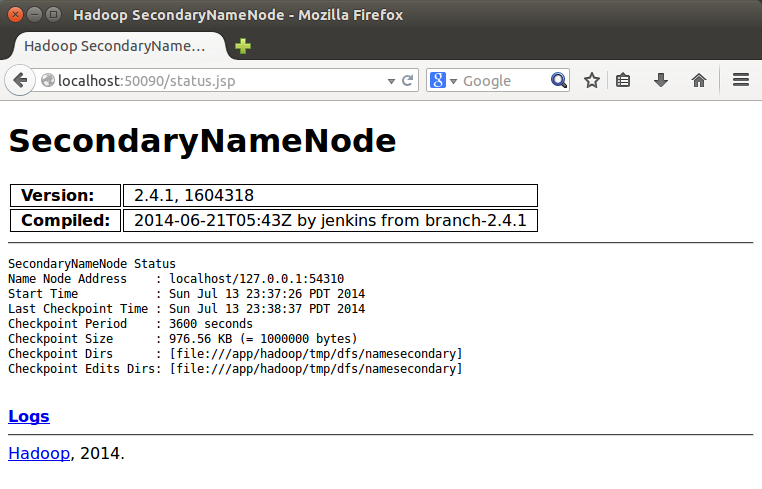 Hadoop SecondaryNameNode - Mozilla Firefox
Hadoop SecondaryName...
localhost:50090/status.jsp
Google
SecondaryNameNode
Version: 2.4.1, 1604318
Compiled: 2014-06-21T05:43Z by jenkins from branch-2.4.1
SecondaryNameNode Status
Name Node Address    : localhost/127.0.0.1:54310
Start Time           : Sun Jul 13 23:37:26 PDT 2014
Last Checkpoint Time : Sun Jul 13 23:38:37 PDT 2014
Checkpoint Period    : 3600 seconds
Checkpoint Size      : 976.56 KB (= 1000000 bytes)
Checkpoint Dirs      : [file:///app/hadoop/tmp/dfs/namesecondary]
Checkpoint Edits Dirs: [file:///app/hadoop/tmp/dfs/namesecondary]
Logs
Hadoop, 2014.